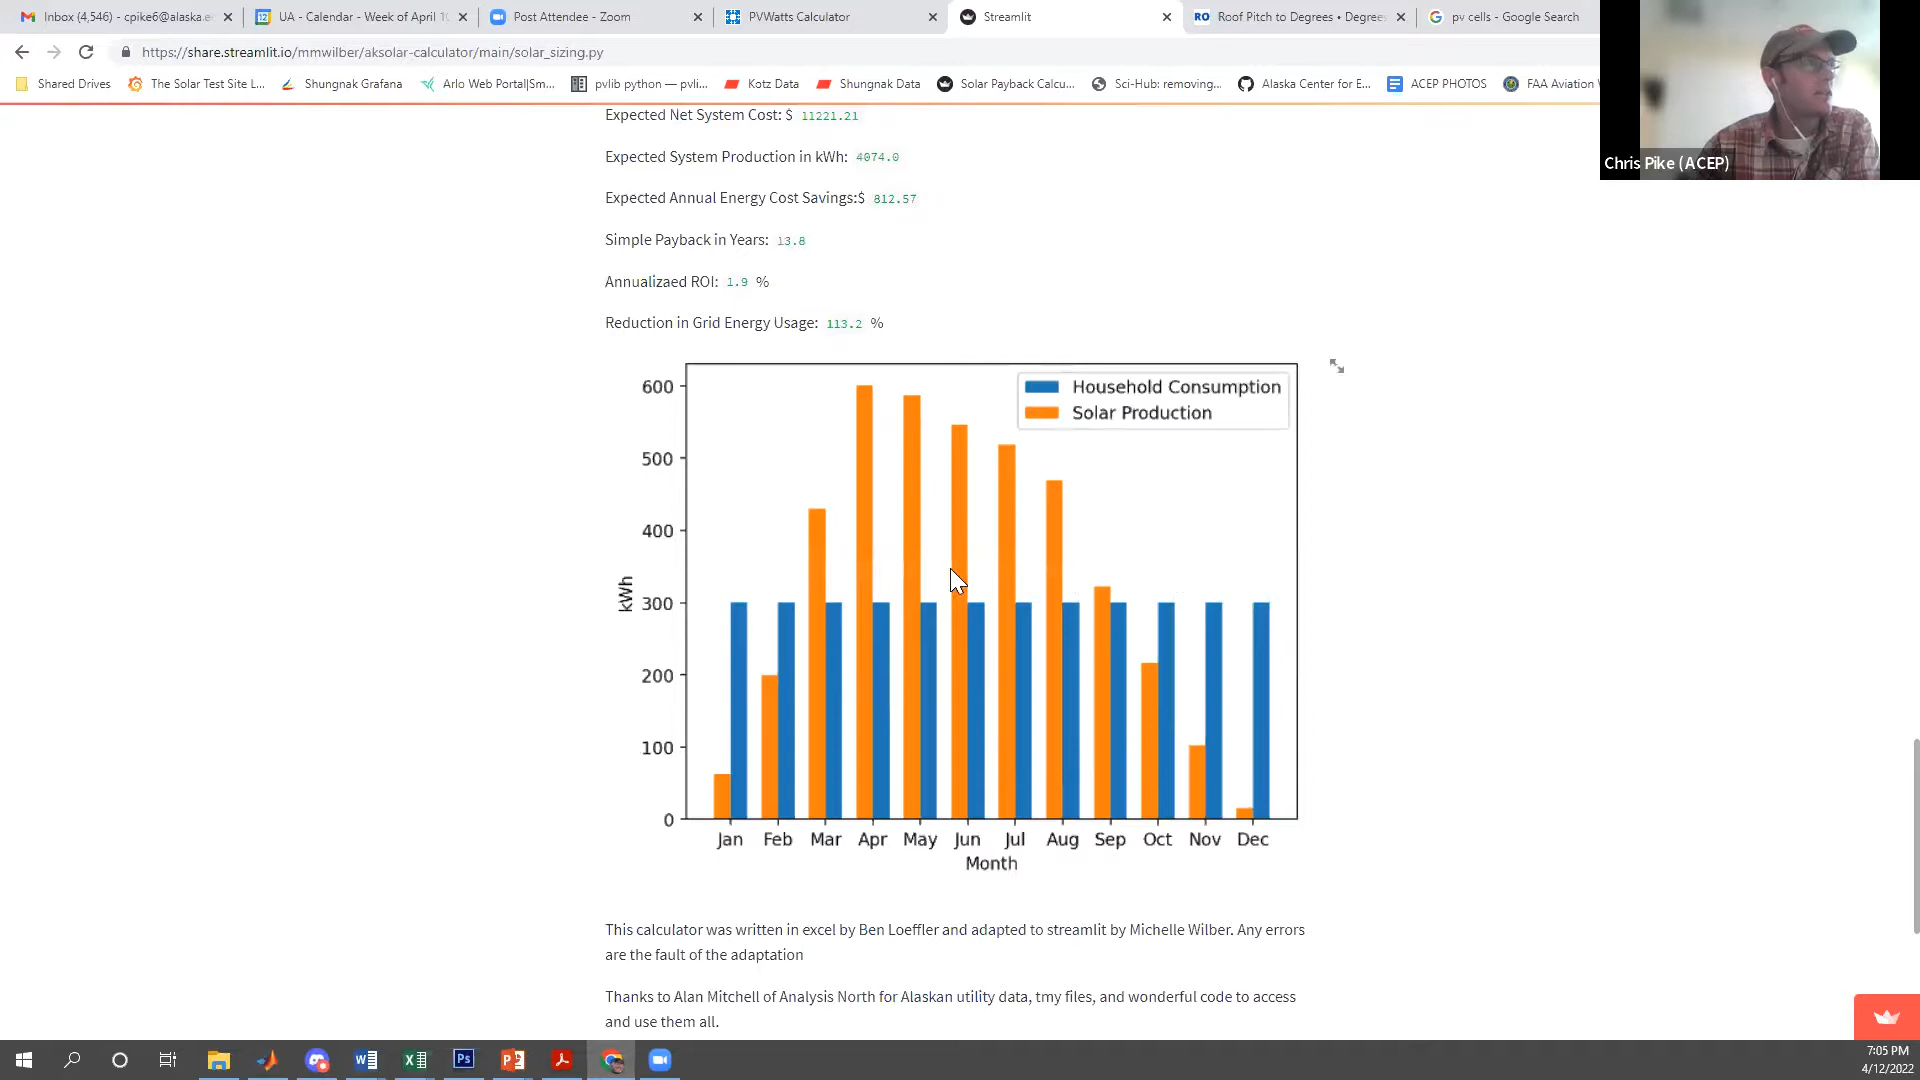 Inbox (4,546) - cpike6@alaska.e
UA - Calendar - Week of April 1
Post Attendee - Zoom
PVWatts Calculator
Streamlit
RO Roof Pitch to Degrees • Degrees
pv cells - Google Search
https://share.streamlit.io/mmwilber/aksolar-calculator/main/solar_sizing.py
Shared Drives
The Solar Test Site L...
Shungnak Grafana
Arlo Web Portal|Sm...
pvlib python — pvli...
Kotz Data
Shungnak Data
Solar Payback Calcu...
Sci-Hub: removing...
Alaska Center for E...
ACEP PHOTOS
FAA Aviation
Chris Pike (ACEP)
Expected Net System Cost: $ 11221.21
Expected System Production in kWh: 4074.0
Expected Annual Energy Cost Savings:$ 812.57
Simple Payback in Years: 13.8
Annualizaed ROI: 1.9 %
Reduction in Grid Energy Usage: 113.2 %
Household Consumption
Solar Production
600
500
400
300
200
100
0
kWh
Jan Feb Mar Apr May Jun Jul Aug Sep Oct Nov Dec
Month
This calculator was written in excel by Ben Loeffler and adapted to streamlit by Michelle Wilber. Any errors
are the fault of the adaptation
Thanks to Alan Mitchell of Analysis North for Alaskan utility data, tmy files, and wonderful code to access
and use them all.
7:05 PM
4/12/2022